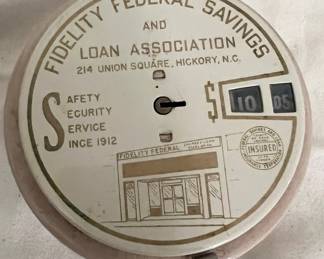 FIDELITY FEDERAL SAVINGS
AND
LOAN ASSOCIATION
214 UNION SQUARE, HICKORY, N.C.
$ 10 05
SAFETY
SECURITY
SERVICE
SINCE 1912
INSURED
FIDELITY FEDERAL